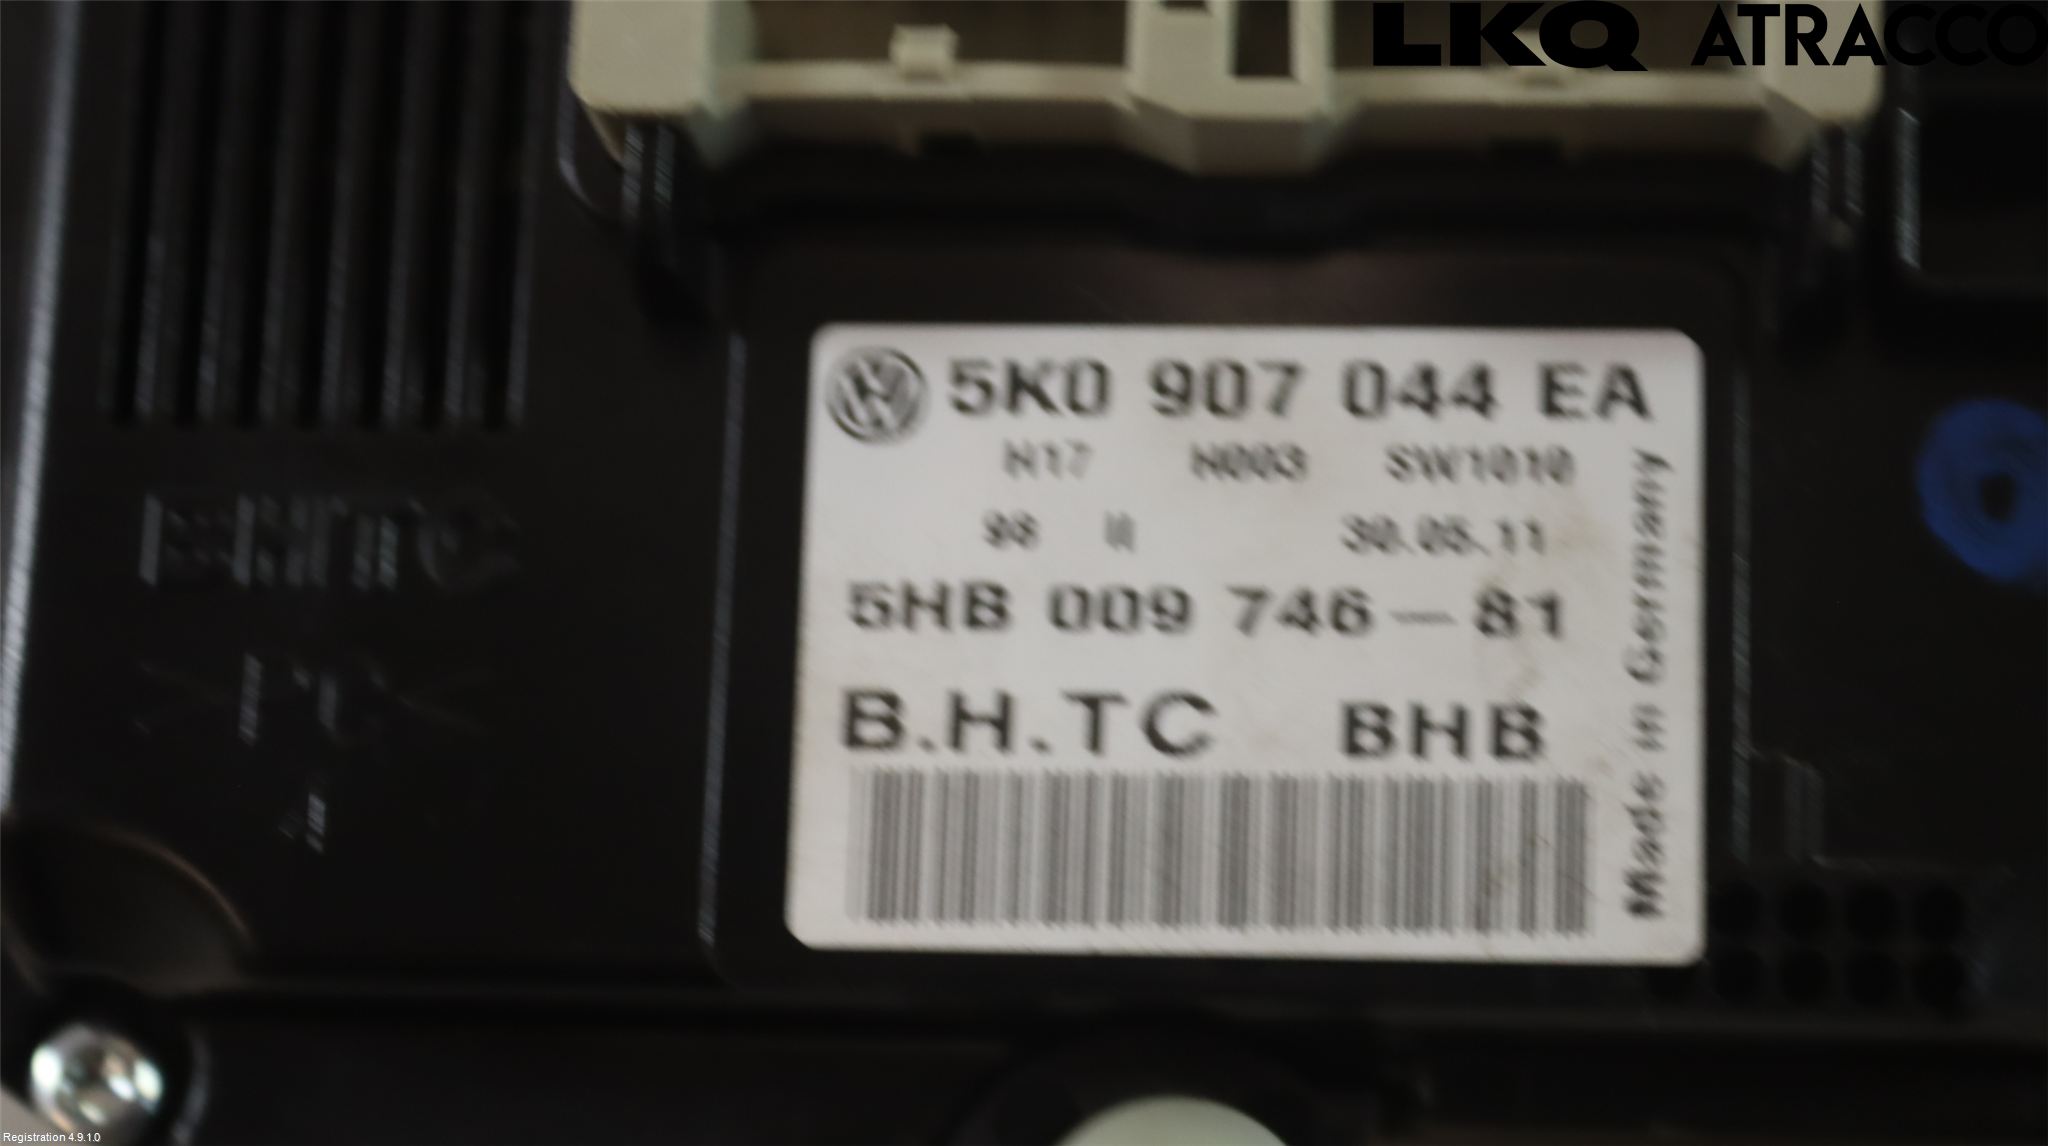 LKQ ATRACCO
5K0 907 044 EA
H17 H003 SW1010
98 30.05.11
5HB 009 746-81
B.H.TC BHB
Made in Germany
Registration 4.9.1.0